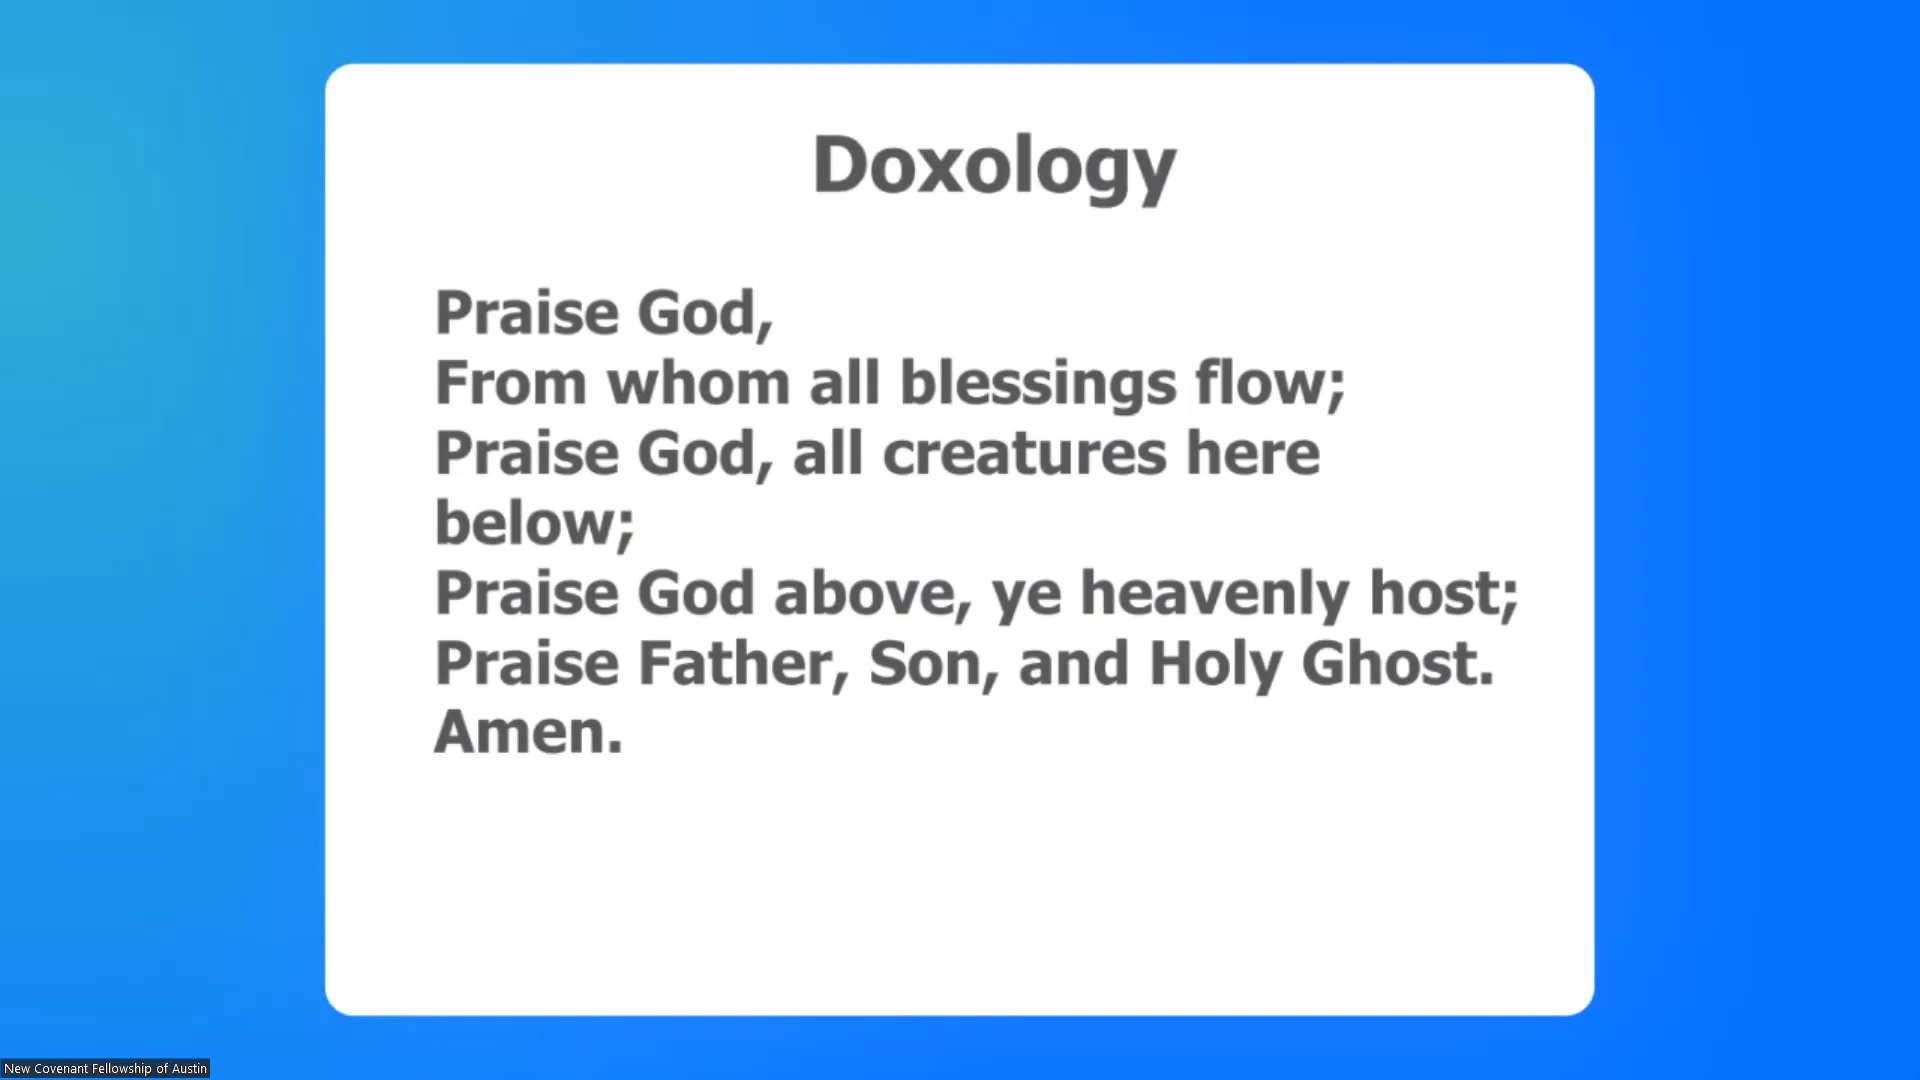 Doxology
Praise God,
From whom all blessings flow;
Praise God, all creatures here
below;
Praise God above, ye heavenly host;
Praise Father, Son, and Holy Ghost.
Amen.
New Covenant Fellowship of Austin